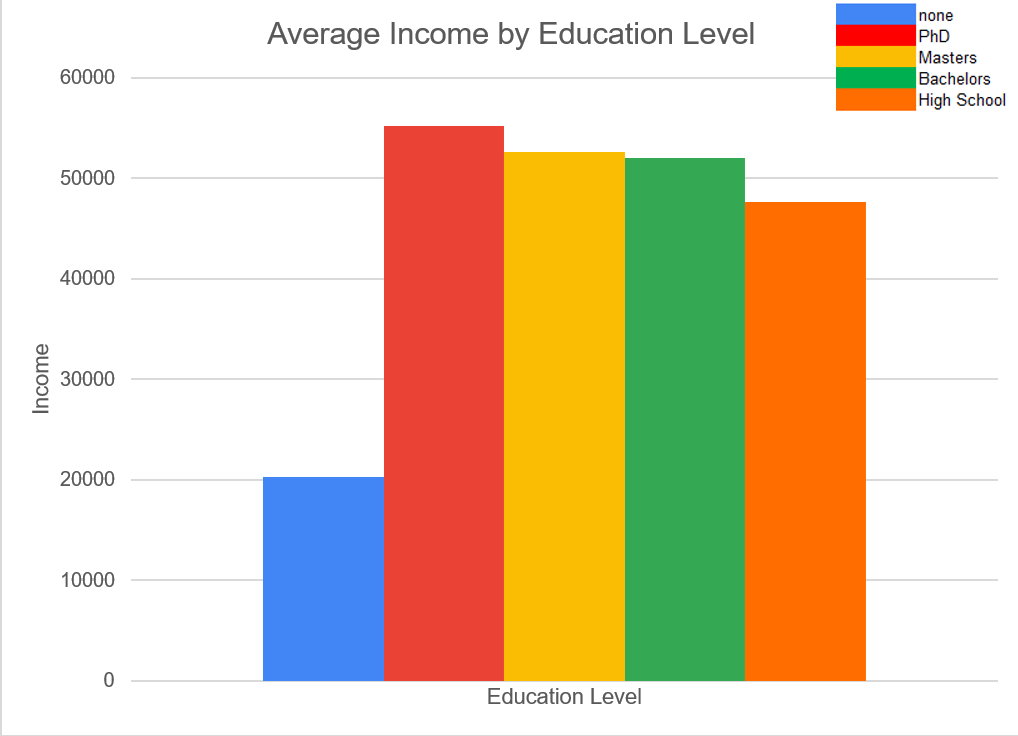 Average Income by Education Level
none
PhD
Masters
Bachelors
High School
60000
50000
40000
30000
20000
10000
0
Income
Education Level